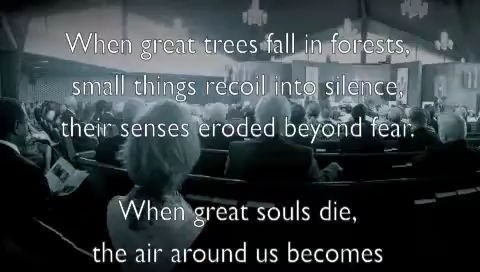 When great trees fall in forests,
small things recoil into silence,
their senses eroded beyond fear.
When great souls die,
the air around us becomes